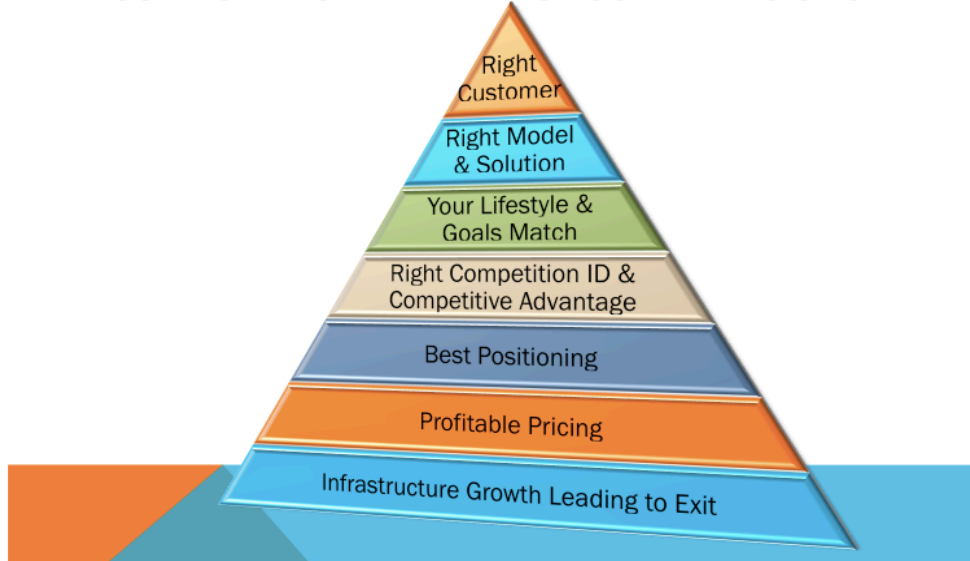 Right
Customer
Right Model
& Solution
Your Lifestyle &
Goals Match
Right Competition ID &
Competitive Advantage
Best Positioning
Profitable Pricing
Infrastructure Growth Leading to Exit